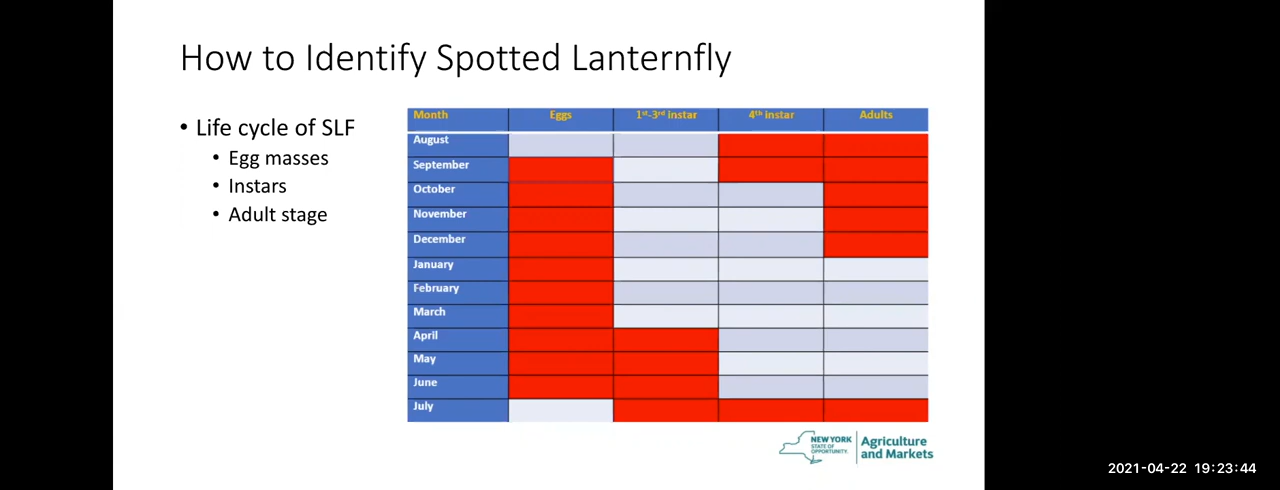 How to Identify Spotted Lanternfly
• Life cycle of SLF
• Egg masses
• Instars
• Adult stage
Month Eggs 1st-3rd instar 4th instar Adults
August
September
October
November
December
January
February
March
April
May
June
July
NEW YORK
STATE OF
OPPORTUNITY.
Agriculture
and Markets
2021-04-22 19:23:44